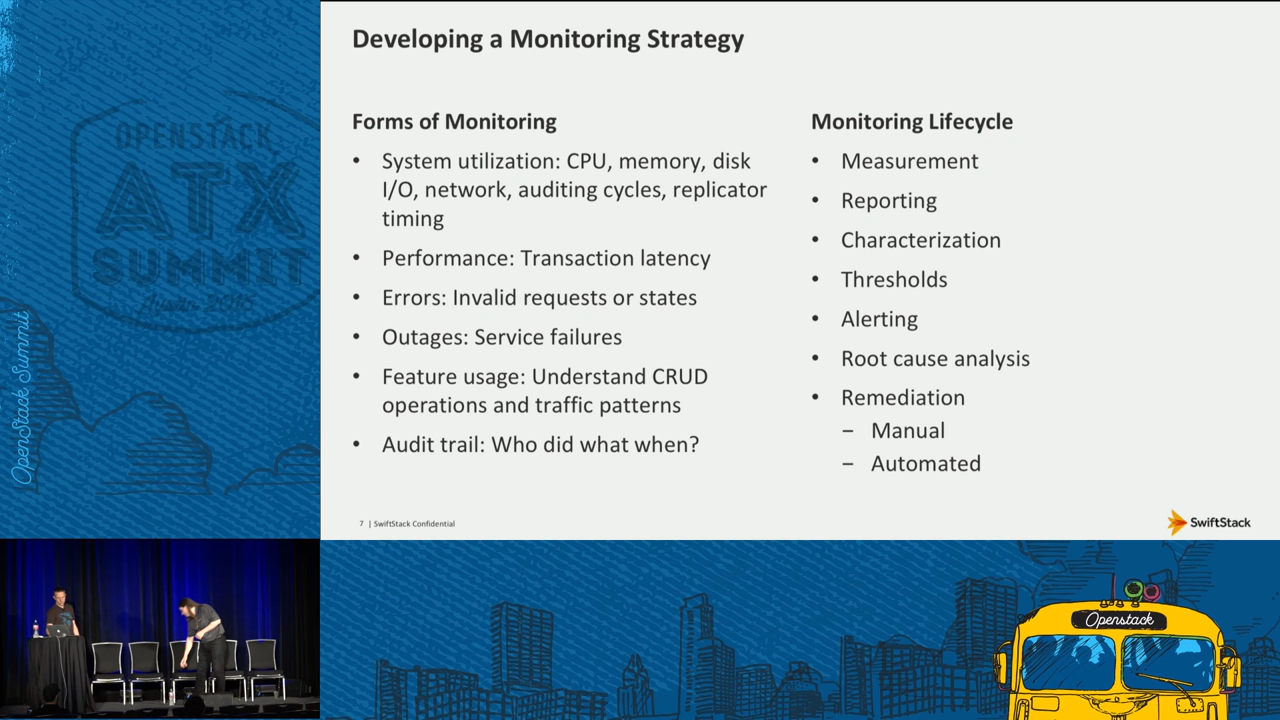 Developing a Monitoring Strategy
Forms of Monitoring
• System utilization: CPU, memory, disk
I/O, network, auditing cycles, replicator
timing
• Performance: Transaction latency
• Errors: Invalid requests or states
• Outages: Service failures
• Feature usage: Understand CRUD
operations and traffic patterns
• Audit trail: Who did what when?
Monitoring Lifecycle
• Measurement
• Reporting
• Characterization
• Thresholds
• Alerting
• Root cause analysis
• Remediation
– Manual
– Automated
7 | SwiftStack Confidential
SwiftStack
OPENSTACK
ATX
SUMMIT
OpenStack Summit
Openstack